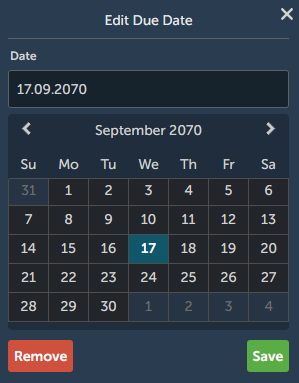 Edit Due Date
Date
17.09.2070
September 2070
Su Mo Tu We Th Fr Sa
31 1 2 3 4 5 6
7 8 9 10 11 12 13
14 15 16 17 18 19 20
21 22 23 24 25 26 27
28 29 30 1 2 3 4
Remove Save